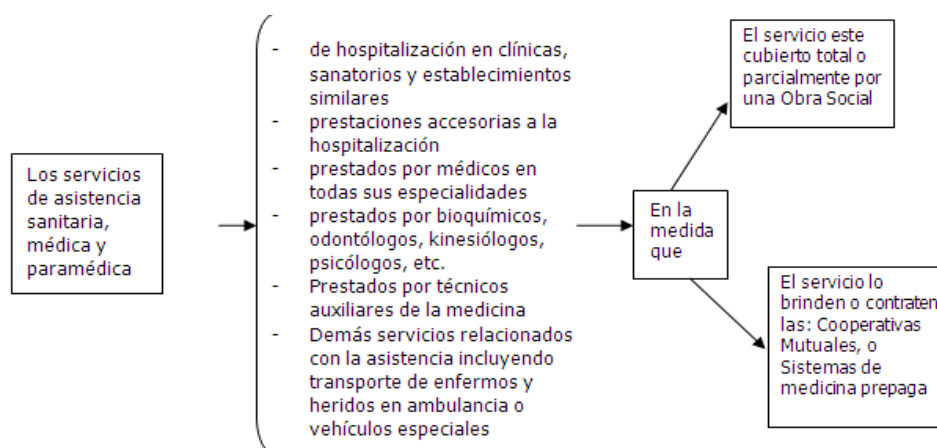 Los servicios
de asistencia
sanitaria,
médica y
paramédica
- de hospitalización en clínicas,
sanatorios y establecimientos
similares
- prestaciones accesorias a la
hospitalización
- prestados por médicos en
todas sus especialidades
- prestados por bioquímicos,
odontólogos, kinesiólogos,
psicólogos, etc.
- Prestados por técnicos
auxiliares de la medicina
- Demás servicios relacionados
con la asistencia incluyendo
transporte de enfermos y
heridos en ambulancia o
vehículos especiales
En la
medida
que
El servicio este
cubierto total o
parcialmente por
una Obra Social
El servicio lo
brinden o contraten
las: Cooperativas
Mutuales, o
Sistemas de
medicina prepaga